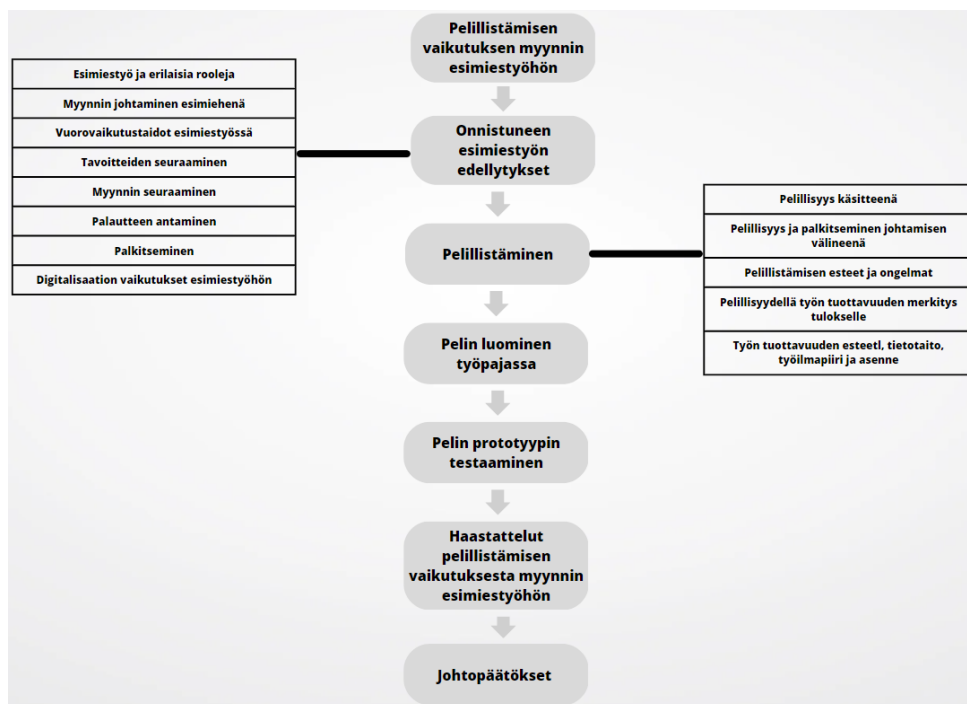 Pelillistämisen
vaikutuksen myynnin
esimiestyöhön
Esimiestyö ja erilaisia rooleja
Myynnin johtaminen esimiehenä
Vuorovaikutustaidot esimiestyössä
Tavoitteiden seuraaminen
Myynnin seuraaminen
Palautteen antaminen
Palkitseminen
Digitalisaation vaikutukset esimiestyöhön
Onnistuneen
esimiestyön
edellytykset
Pelillistäminen
Pelillisyys käsitteenä
Pelillisyys ja palkitseminen johtamisen
välineenä
Pelillistämisen esteet ja ongelmat
Pelillisyydellä työn tuottavuuden merkitys
tulokselle
Työn tuottavuuden esteetl, tietotaito,
työilmapiiri ja asenne
Pelin luominen
työpajassa
Pelin prototyypin
testaaminen
Haastattelut
pelillistämisen
vaikutuksesta myynnin
esimiestyöhön
Johtopäätökset